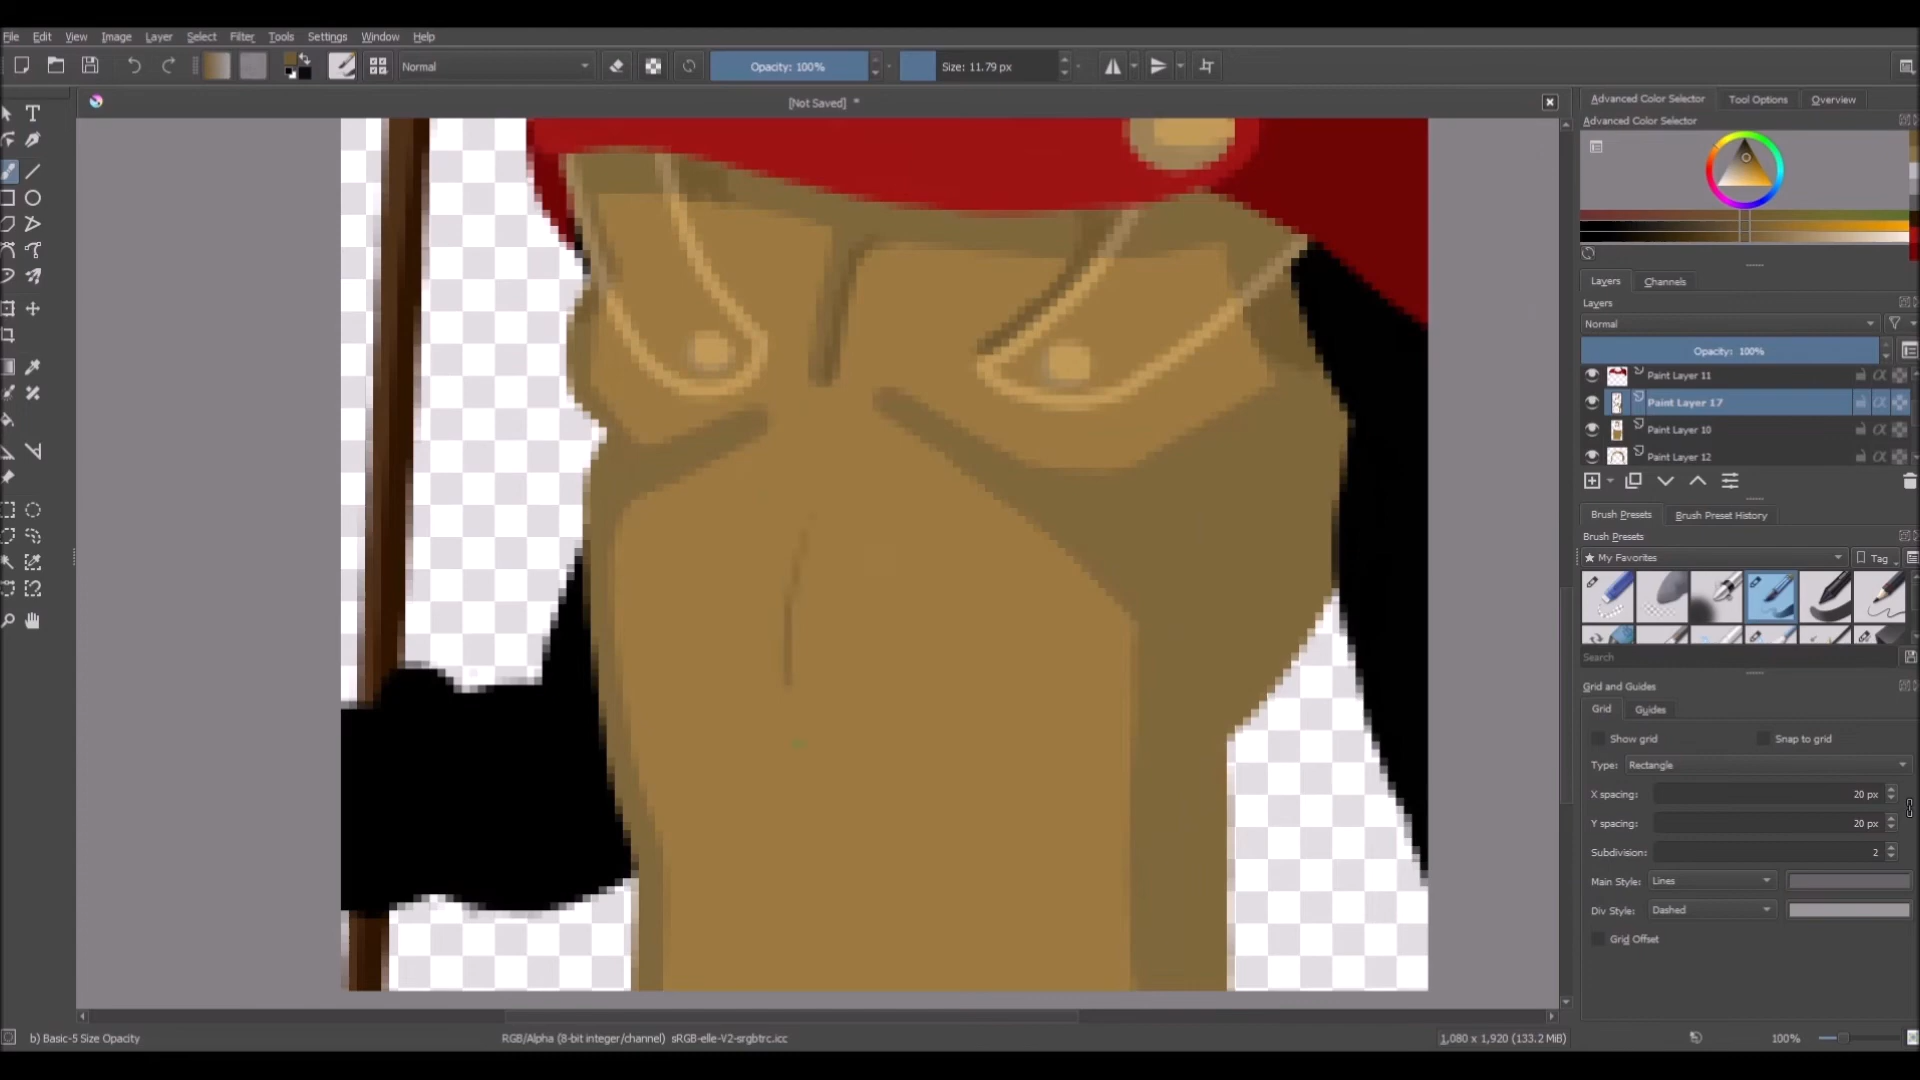 File Edit View Image Layer Select Filter Tools Settings Window Help
Normal Opacity: 100% Size: 11.79 px
[Not Saved] *
Advanced Color Selector Tool Options Overview
Advanced Color Selector
Layers Channels
Layers
Normal
Opacity: 100%
Paint Layer 11
Paint Layer 17
Paint Layer 10
Paint Layer 12
Brush Presets Brush Preset History
Brush Presets
★ My Favorites Tag
Search
Grid and Guides
Grid Guides
Show grid Snap to grid
Type: Rectangle
X spacing: 20 px
Y spacing: 20 px
Subdivision: 2
Main Style: Lines
Div Style: Dashed
Grid Offset
b) Basic-5 Size Opacity RGB/Alpha (8-bit integer/channel) sRGB-elle-V2-srgbtrc.icc 1,080 x 1,920 (133.2 MiB) 100%